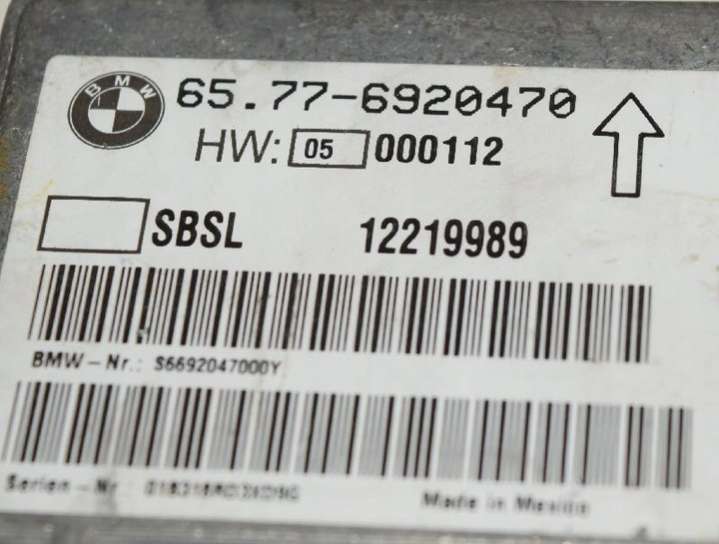 BMW
65.77-6920470
HW: 05 000112
SBSL 12219989
BMW-Nr.: S6692047000Y
Serien-Nr.:
Made in Mexico